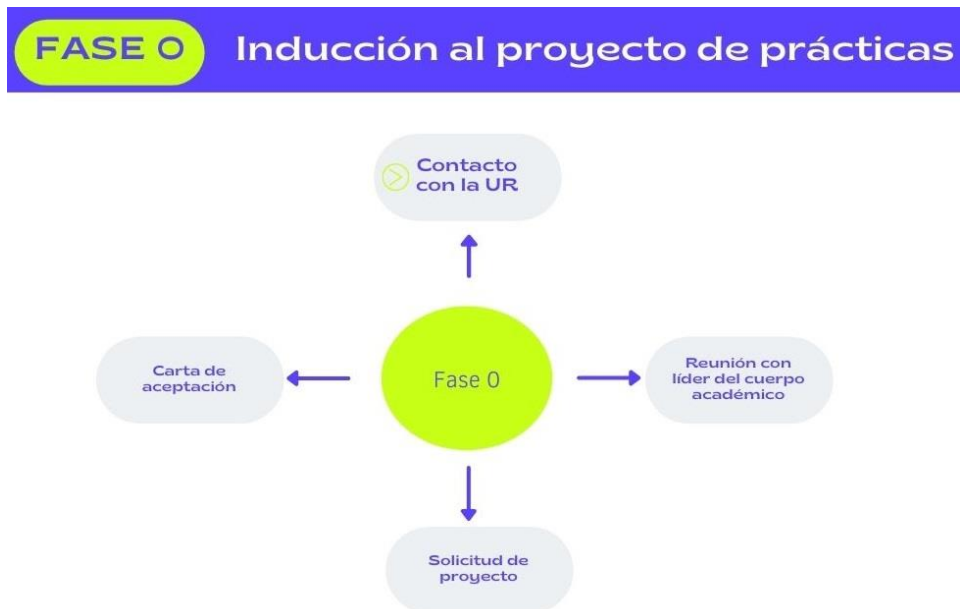 FASE 0 Inducción al proyecto de prácticas
Contacto
con la UR
Carta de
aceptación
Fase 0
Reunión con
líder del cuerpo
académico
Solicitud de
proyecto